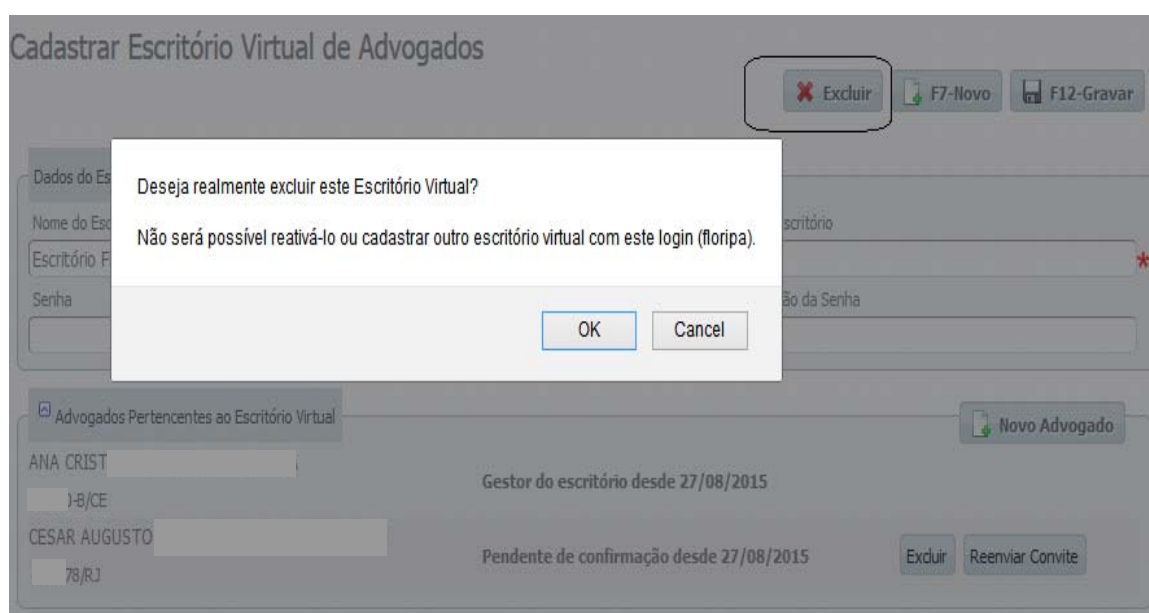 Cadastrar Escritório Virtual de Advogados
Excluir F7-Novo F12-Gravar
Dados do Es
Deseja realmente excluir este Escritório Virtual?
Nome do Esc scritório
Não será possível reativá-lo ou cadastrar outro escritório virtual com este login (floripa).
Escritório F *
Senha ão da Senha
OK Cancel
Advogados Pertencentes ao Escritório Virtual Novo Advogado
ANA CRIST
Gestor do escritório desde 27/08/2015
-B/CE
CESAR AUGUSTO
Pendente de confirmação desde 27/08/2015 Excluir Reenviar Convite
78/RJ